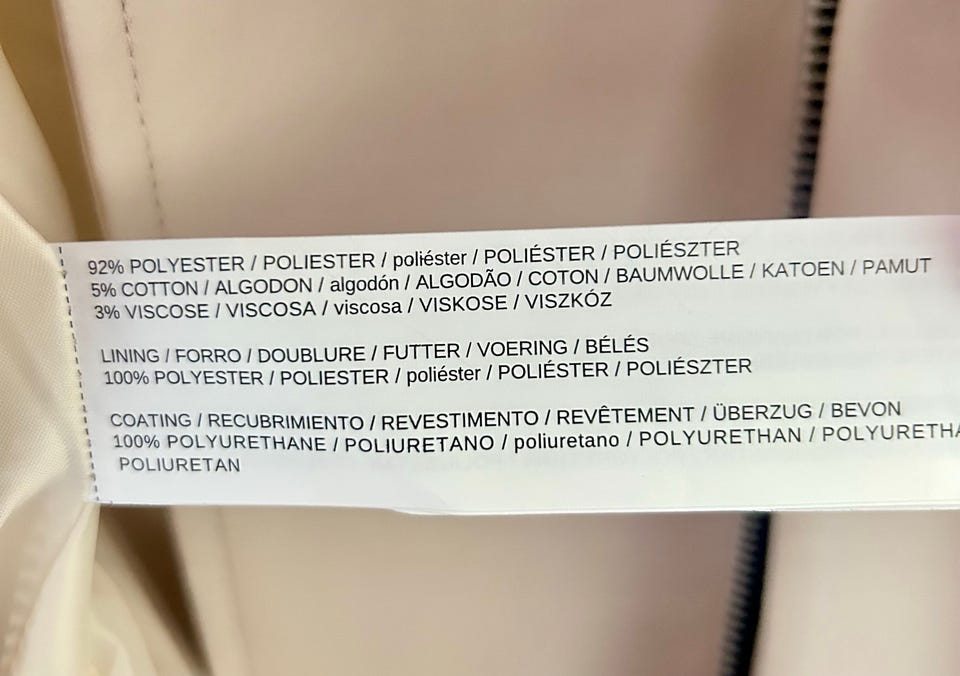 92% POLYESTER / POLIESTER / poliéster / POLIÉSTER / POLIÉSZTER
5% COTTON / ALGODON / algodón / ALGODÃO / COTON / BAUMWOLLE / KATOEN / PAMUT
3% VISCOSE / VISCOSA / viscosa / VISKOSE / VISZKÓZ
LINING / FORRO / DOUBLURE / FUTTER / VOERING / BÉLÉS
100% POLYESTER / POLIESTER / poliéster / POLIÉSTER / POLIÉSZTER
COATING / RECUBRIMIENTO / REVESTIMENTO / REVÊTEMENT / ÜBERZUG / BEVON
100% POLYURETHANE / POLIURETANO / poliuretano / POLYURETHAN / POLYURETHA
POLIURETAN